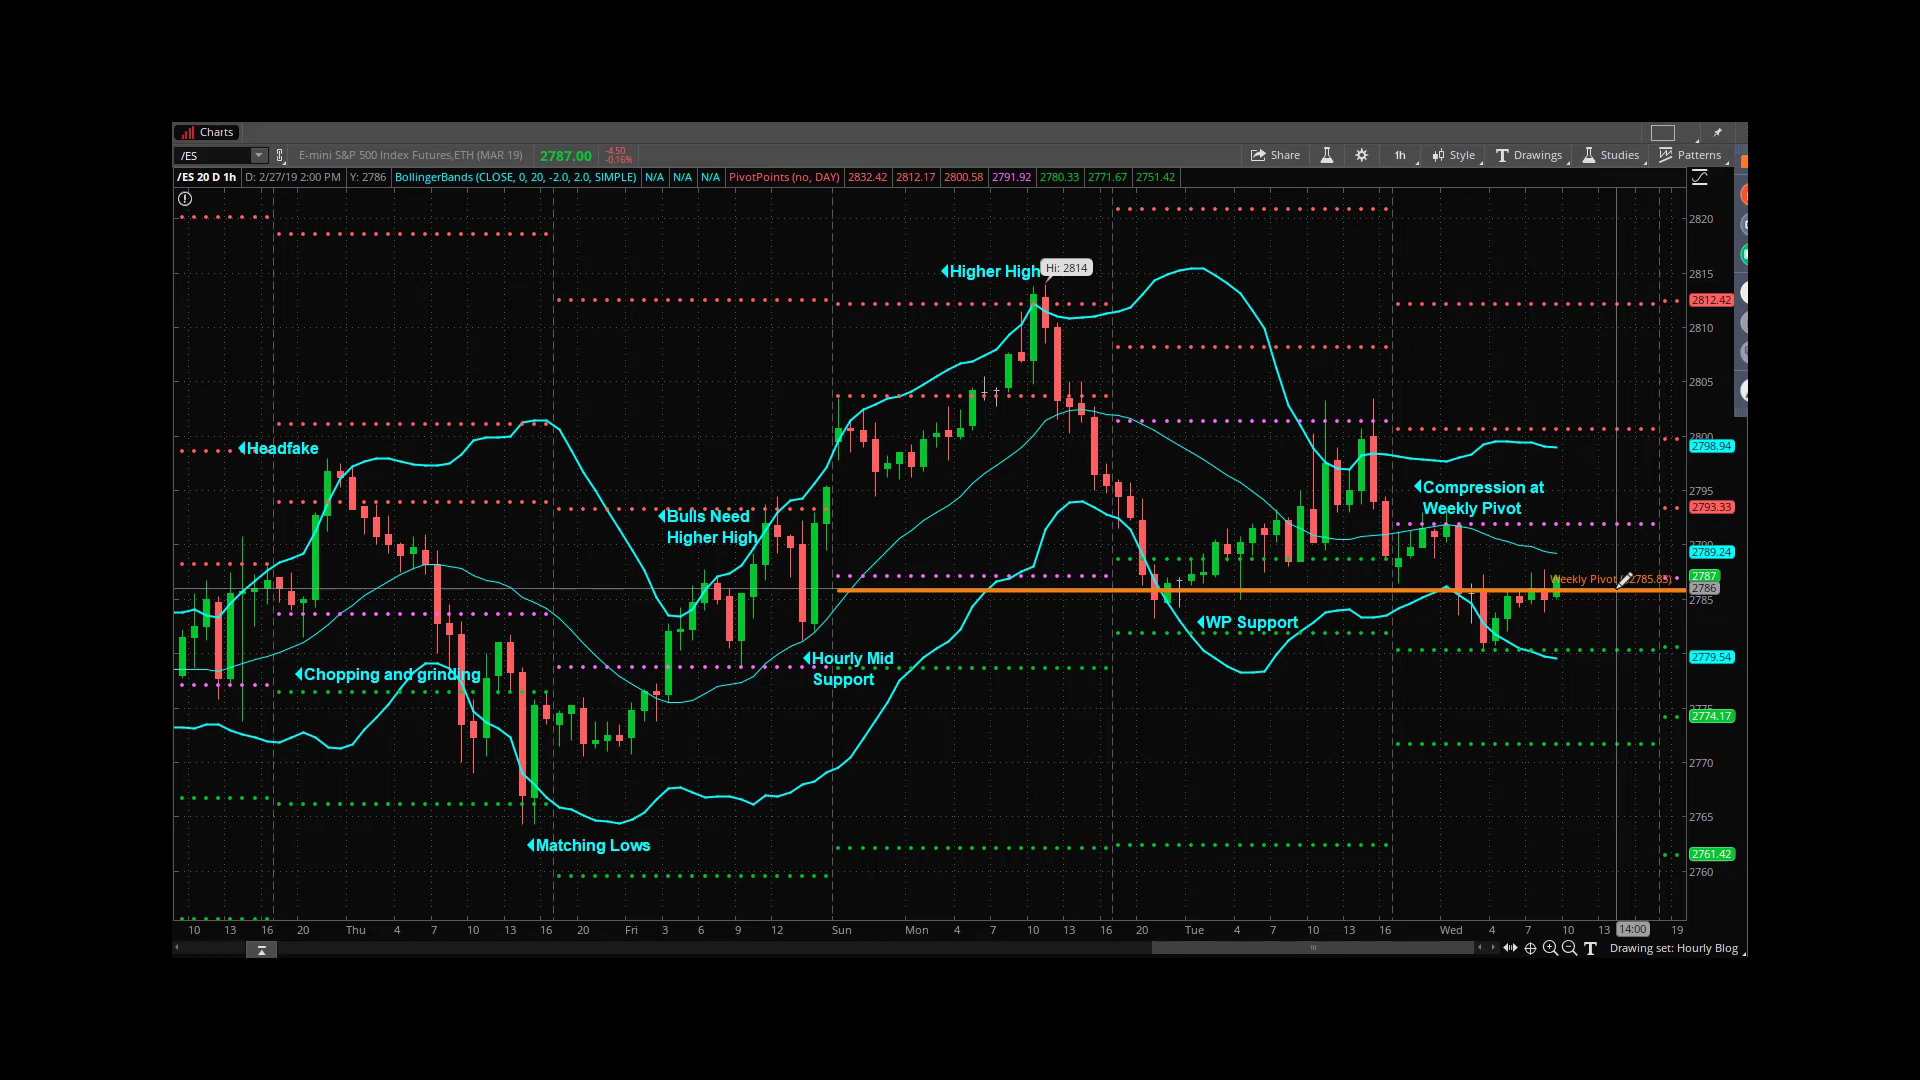 Charts
/ES
E-mini S&P 500 Index Futures,ETH (MAR 19)
2787.00
-4.50
-0.16%
Share
1h
Style
Drawings
Studies
Patterns
/ES 20 D 1h
D: 2/27/19 2:00 PM
Y: 2786
BollingerBands (CLOSE, 0, 20, -2.0, 2.0, SIMPLE)
N/A
N/A
N/A
PivotPoints (no, DAY)
2832.42
2812.17
2800.58
2791.92
2780.33
2771.67
2751.42
Higher High
Hi: 2814
Headfake
Bulls Need
Higher High
Compression at
Weekly Pivot
Weekly Pivot
WP Support
Hourly Mid
Support
Chopping and grinding
Matching Lows
2820
2815
2812.42
2810
2805
2798.94
2795
2793.33
2789.24
2787
2786
2785
2779.54
2774.17
2770
2765
2761.42
2760
10 13 16 20 Thu 4 7 10 13 16 20 Fri 3 6 9 12 Sun Mon 4 7 10 13 16 20 Tue 4 7 10 13 16 Wed 4 7 10 13 14:00 19
Drawing set: Hourly Blog